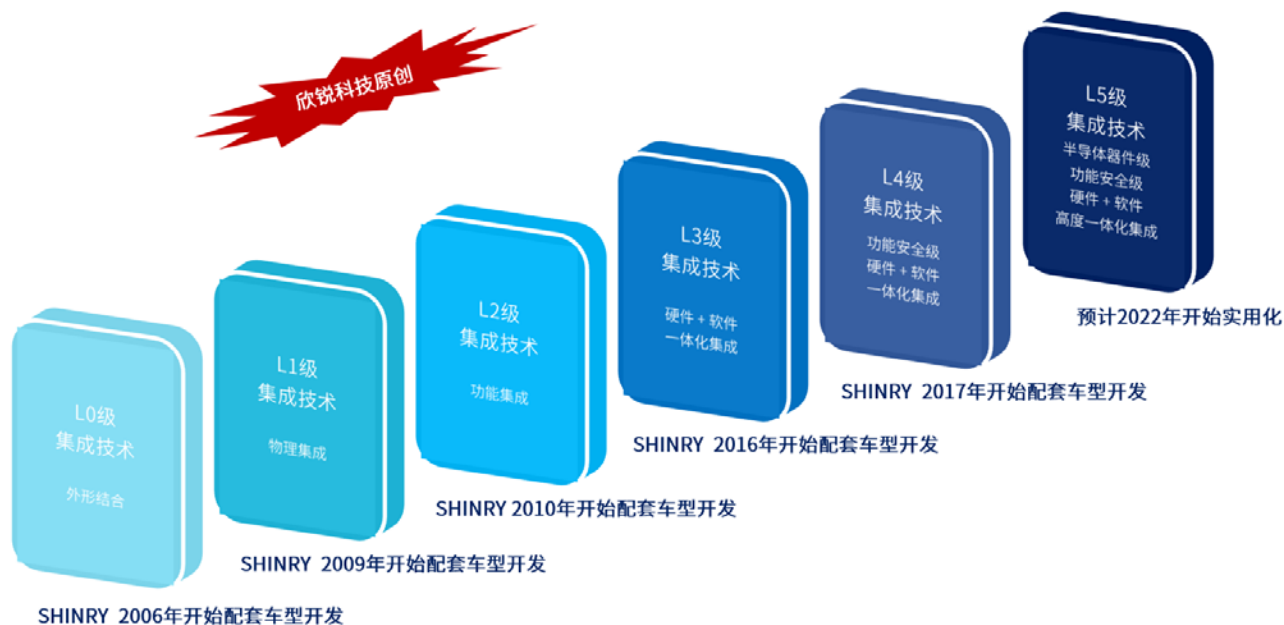 欣锐科技原创
L0级
集成技术
外形结合
SHINRY 2006年开始配套车型开发
L1级
集成技术
物理集成
SHINRY 2009年开始配套车型开发
L2级
集成技术
功能集成
SHINRY 2010年开始配套车型开发
L3级
集成技术
硬件 + 软件
一体化集成
SHINRY 2016年开始配套车型开发
L4级
集成技术
功能安全级
硬件 + 软件
一体化集成
SHINRY 2017年开始配套车型开发
L5级
集成技术
半导体器件级
功能安全级
硬件 + 软件
高度一体化集成
预计2022年开始实用化